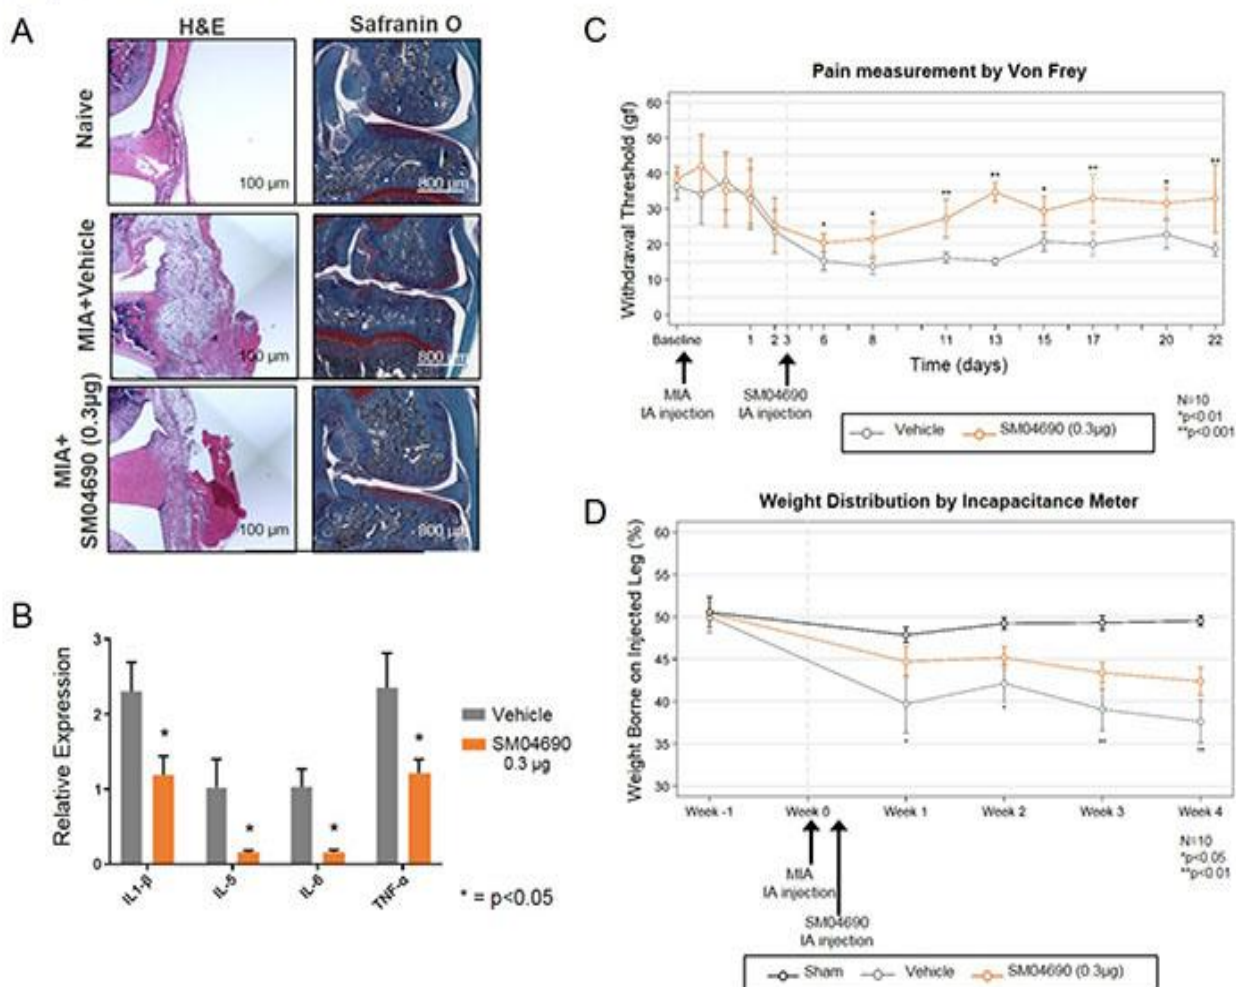 A
H&E
Safranin O
Naive
100 µm
800 µm
MIA+Vehicle
100 µm
800 µm
MIA+
SM04690 (0.3µg)
100 µm
800 µm
B
Relative Expression
3
2
1
0
IL1-β
IL-5
IL-6
TNF-α
*
*
*
*
Vehicle
SM04690
0.3 µg
* = p<0.05
C
Pain measurement by Von Frey
Withdrawal Threshold (gf)
60
50
40
30
20
10
0
* * ** ** * ** * **
Baseline 1 2 3 6 8 11 13 15 17 20 22
Time (days)
MIA
IA injection
SM04690
IA injection
N=10
*p<0.01
**p<0.001
Vehicle SM04690 (0.3µg)
D
Weight Distribution by Incapacitance Meter
Weight Borne on Injected Leg (%)
60
55
50
45
40
35
30
* * ** **
Week -1 Week 0 Week 1 Week 2 Week 3 Week 4
MIA
IA injection
SM04690
IA injection
N=10
*p<0.05
**p<0.01
Sham Vehicle SM04690 (0.3µg)